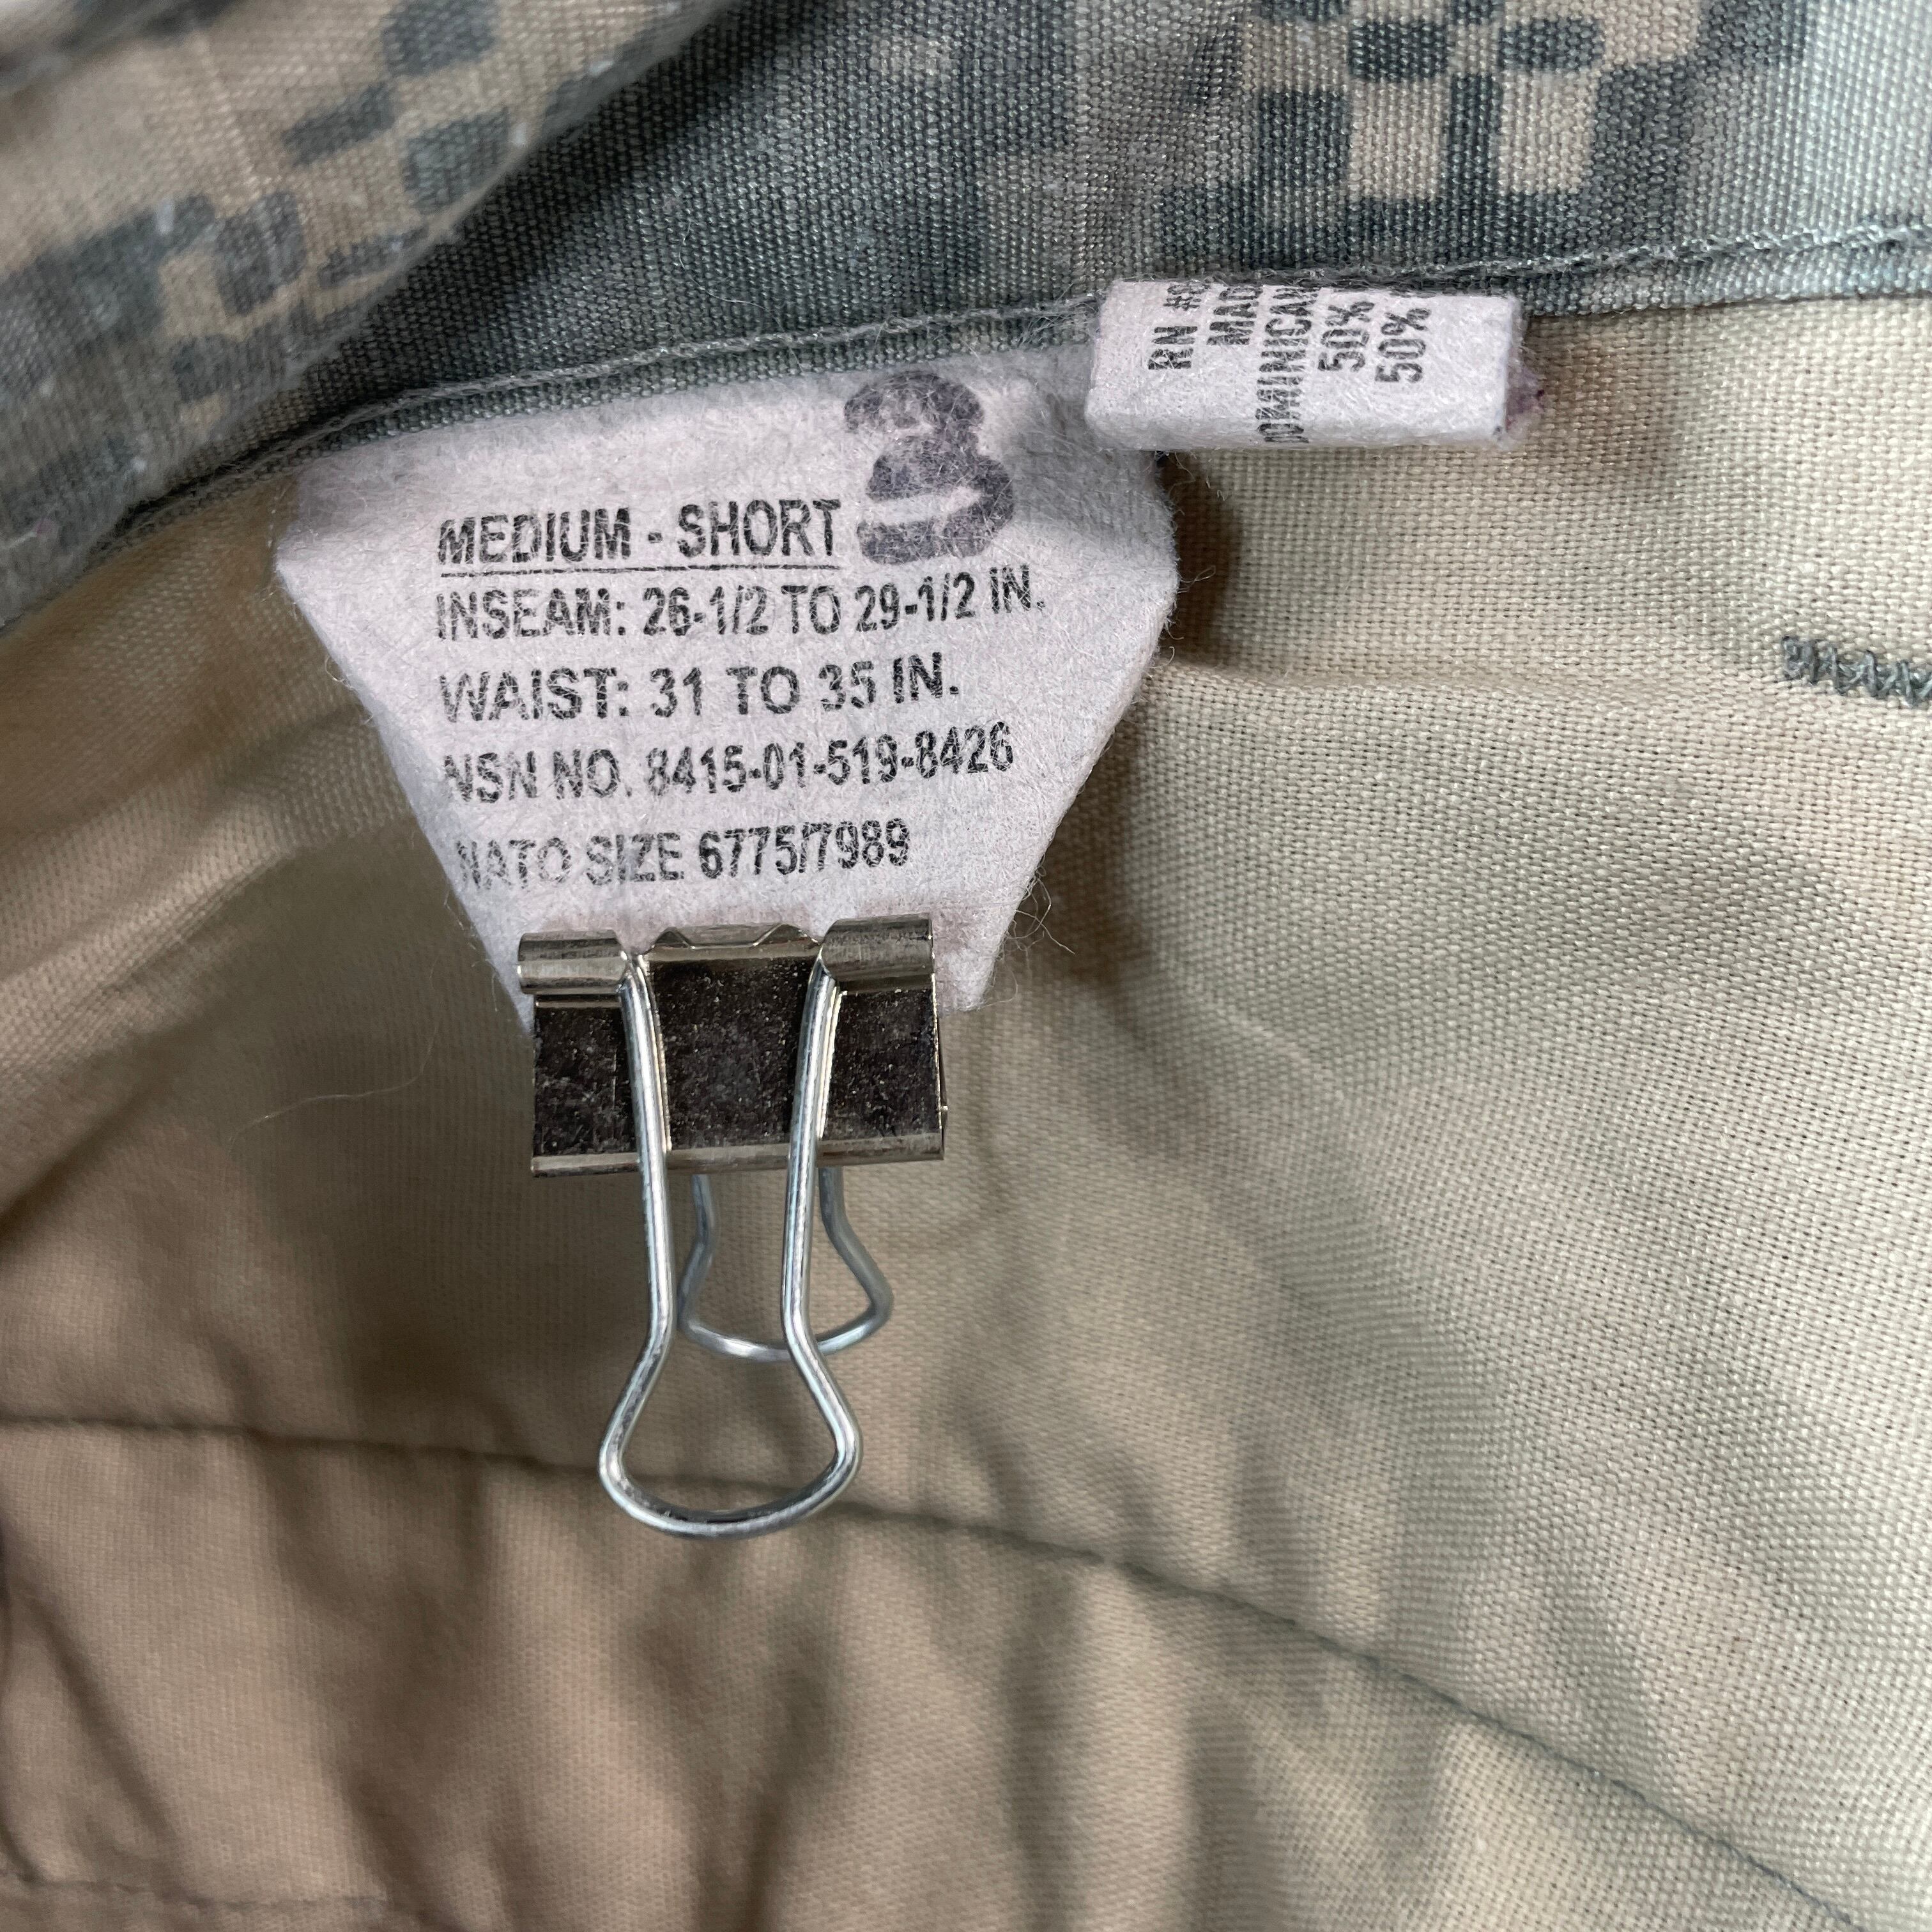 3
MEDIUM - SHORT
INSEAM: 26-1/2 TO 29-1/2 IN.
WAIST: 31 TO 35 IN.
NSN NO. 8415-01-519-8426
NATO SIZE 6775/7989
RN
50%
50%